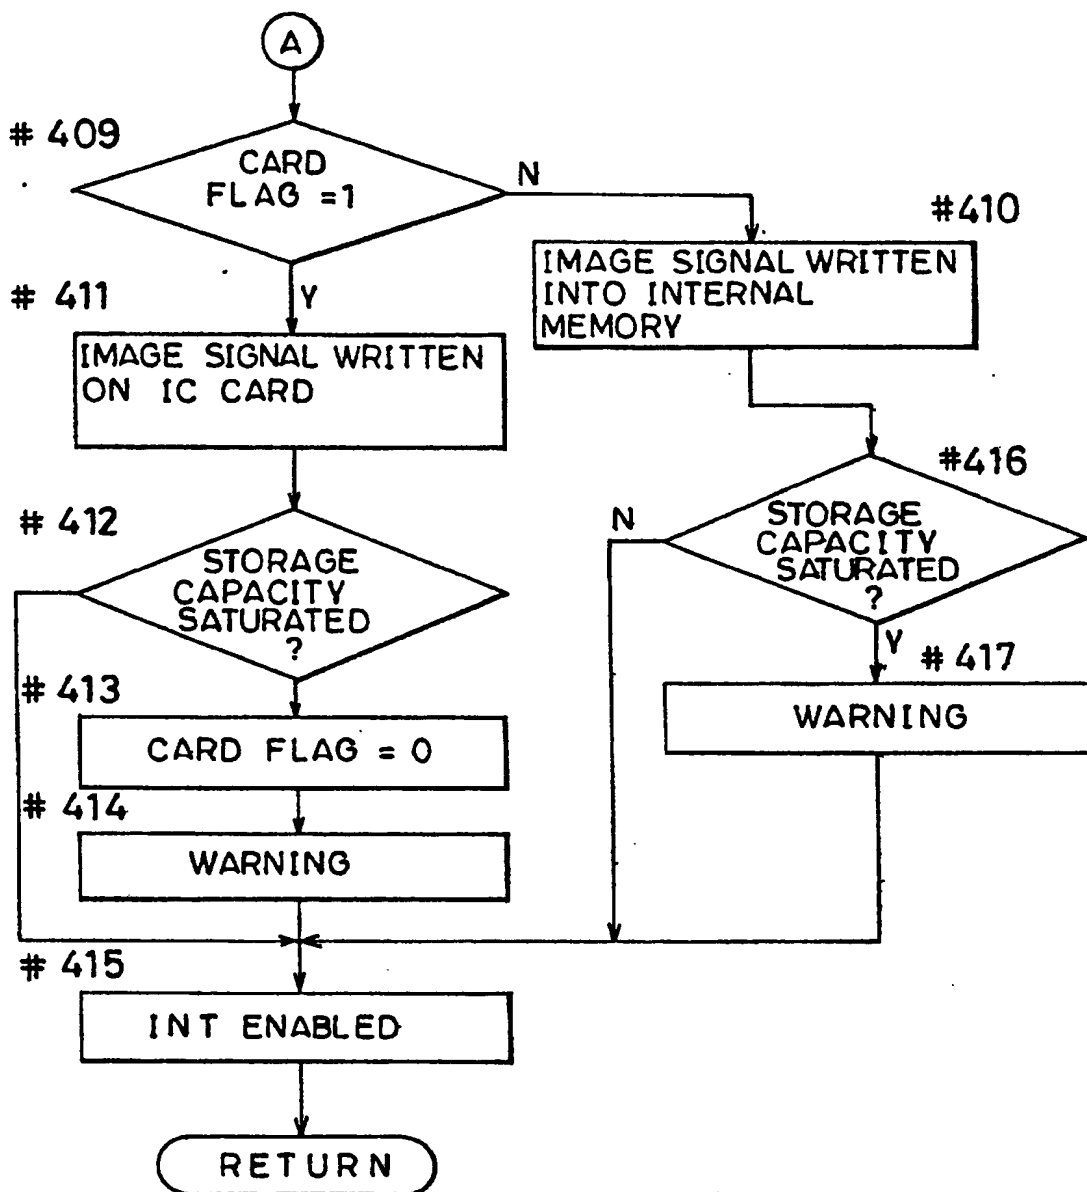 A
# 409
CARD
FLAG =1
N
#410
IMAGE SIGNAL WRITTEN
INTO INTERNAL
MEMORY
# 411
Y
IMAGE SIGNAL WRITTEN
ON IC CARD
#416
N
STORAGE
CAPACITY
SATURATED
?
Y
# 412
STORAGE
CAPACITY
SATURATED
?
# 417
WARNING
# 413
CARD FLAG = 0
# 414
WARNING
# 415
INT ENABLED
RETURN